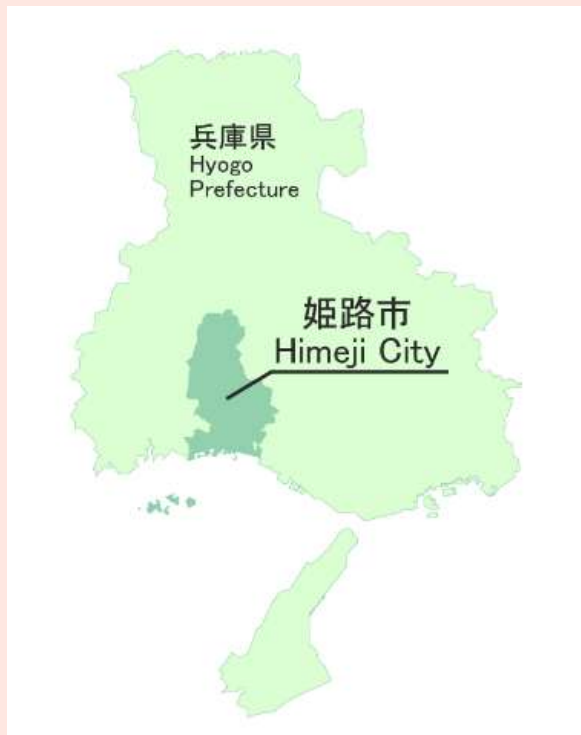 兵庫県
Hyogo
Prefecture
姫路市
Himeji City